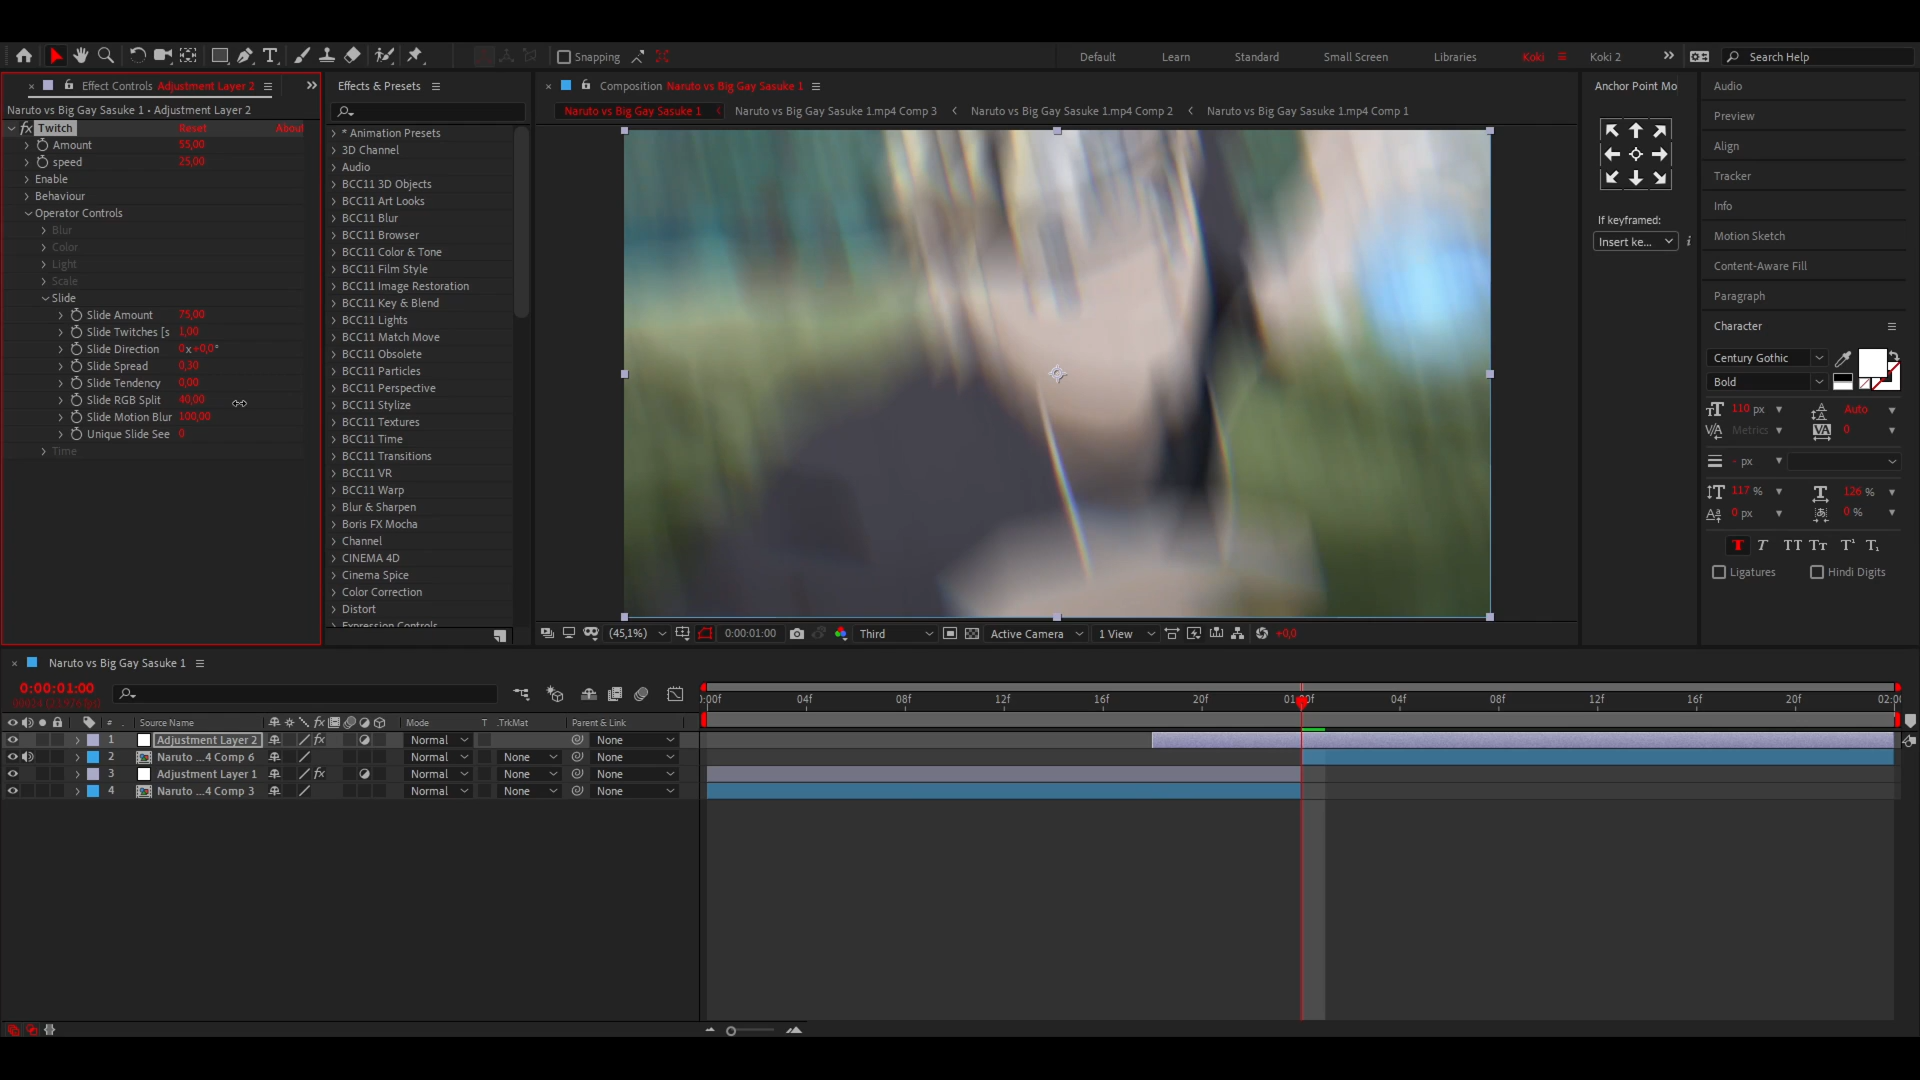 Snapping
Default
Learn
Standard
Small Screen
Libraries
Koki
Koki 2
Search Help
Effect Controls Adjustment Layer 2
Effects & Presets
Composition Naruto vs Big Gay Sasuke 1
Anchor Point Mo
Audio
Naruto vs Big Gay Sasuke 1 • Adjustment Layer 2
Naruto vs Big Gay Sasuke 1
Naruto vs Big Gay Sasuke 1.mp4 Comp 3
Naruto vs Big Gay Sasuke 1.mp4 Comp 2
Naruto vs Big Gay Sasuke 1.mp4 Comp 1
fx Twitch Reset About
Amount 55,00
speed 25,00
Enable
Behaviour
Operator Controls
Blur
Color
Light
Scale
Slide
Slide Amount 75,00
Slide Twitches [s 1,00
Slide Direction 0x+0,0°
Slide Spread 0,30
Slide Tendency 0,00
Slide RGB Split 40,00
Slide Motion Blur 100,00
Unique Slide See 0
Time
* Animation Presets
3D Channel
Audio
BCC11 3D Objects
BCC11 Art Looks
BCC11 Blur
BCC11 Browser
BCC11 Color & Tone
BCC11 Film Style
BCC11 Image Restoration
BCC11 Key & Blend
BCC11 Lights
BCC11 Match Move
BCC11 Obsolete
BCC11 Particles
BCC11 Perspective
BCC11 Stylize
BCC11 Textures
BCC11 Time
BCC11 Transitions
BCC11 VR
BCC11 Warp
Blur & Sharpen
Boris FX Mocha
Channel
CINEMA 4D
Cinema Spice
Color Correction
Distort
Expression Controls
(45,1%)
0:00:01:00
Third
Active Camera
1 View
+0,0
If keyframed:
Insert ke...
Preview
Align
Tracker
Info
Motion Sketch
Content-Aware Fill
Paragraph
Character
Century Gothic
Bold
110 px
Auto
Metrics
0
- px
117 %
126 %
0 px
0 %
T T TT Tt T¹ T₁
Ligatures
Hindi Digits
Naruto vs Big Gay Sasuke 1
0:00:01:00
00024 (23.976 fps)
:00f 04f 08f 12f 16f 20f 01:00f 04f 08f 12f 16f 20f 02:00
# Source Name Mode T .TrkMat Parent & Link
1 Adjustment Layer 2 fx Normal None
2 Naruto ...4 Comp 6 Normal None None
3 Adjustment Layer 1 fx Normal None None
4 Naruto ...4 Comp 3 Normal None None